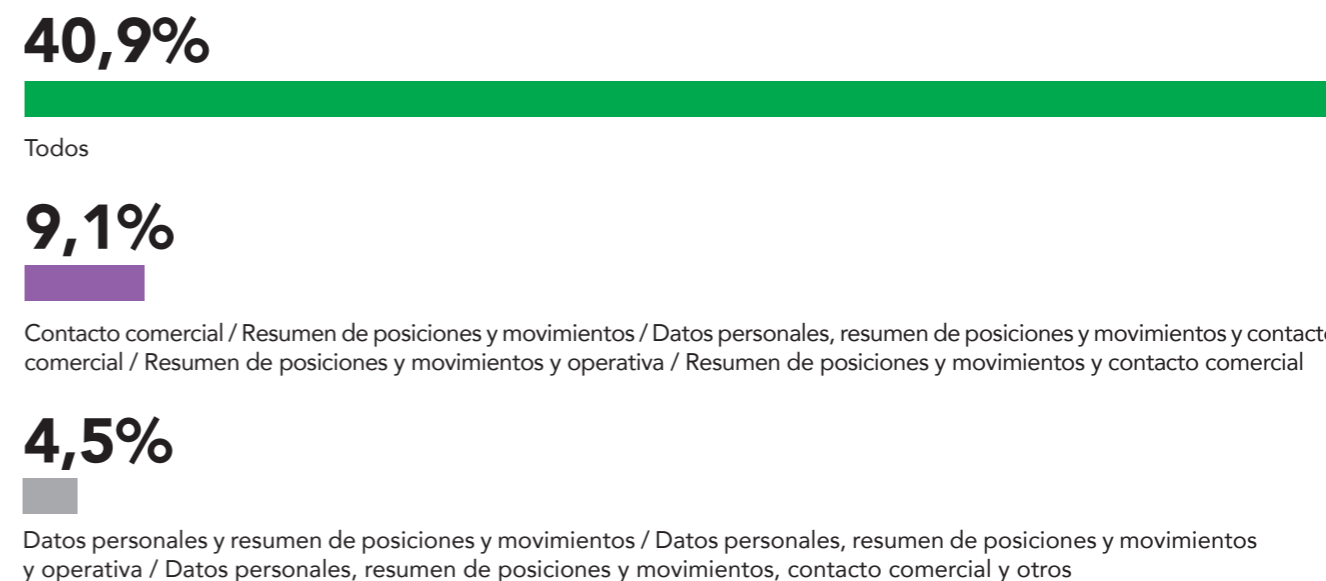 40,9%
Todos
9,1%
Contacto comercial / Resumen de posiciones y movimientos / Datos personales, resumen de posiciones y movimientos y contacto
comercial / Resumen de posiciones y movimientos y operativa / Resumen de posiciones y movimientos y contacto comercial
4,5%
Datos personales y resumen de posiciones y movimientos / Datos personales, resumen de posiciones y movimientos
y operativa / Datos personales, resumen de posiciones y movimientos, contacto comercial y otros